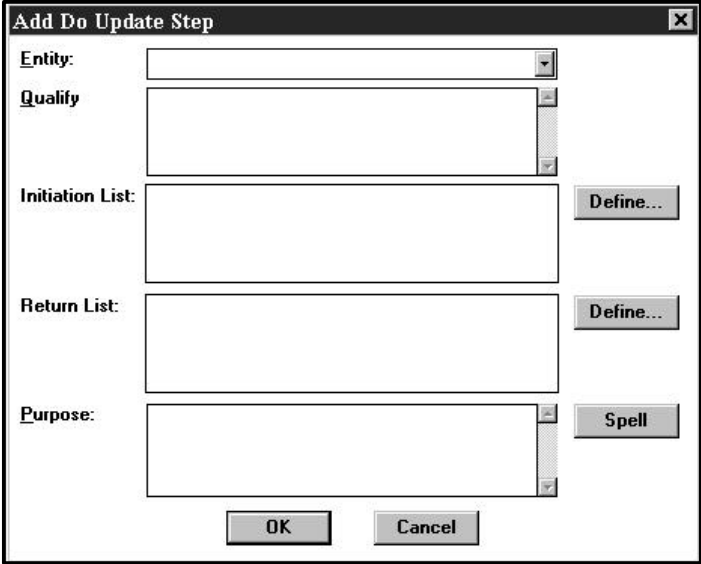 Add Do Update Step
Entity:
Qualify
Initiation List:
Define...
Return List:
Define...
Purpose:
Spell
OK
Cancel